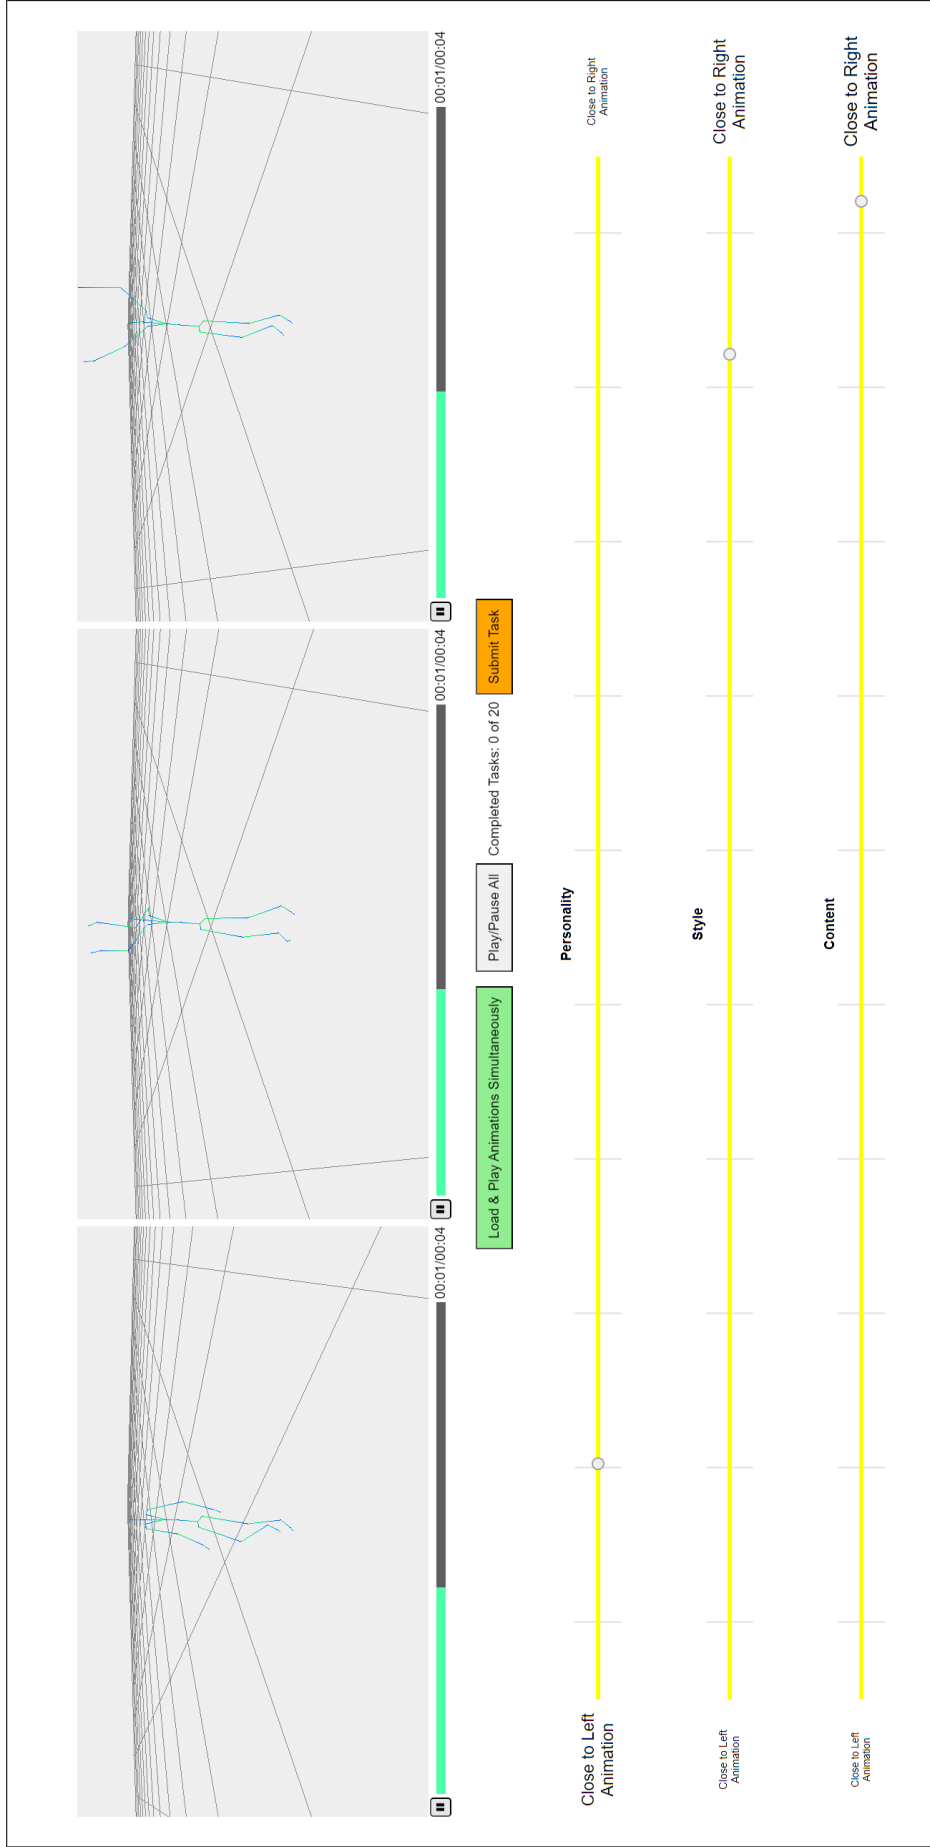 00:01/00:04
00:01/00:04
00:01/00:04
Load & Play Animations Simultaneously
Play/Pause All
Completed Tasks: 0 of 20
Submit Task
Personality
Close to Left
Animation
Close to Right
Animation
Style
Close to Left
Animation
Close to Right
Animation
Content
Close to Left
Animation
Close to Right
Animation